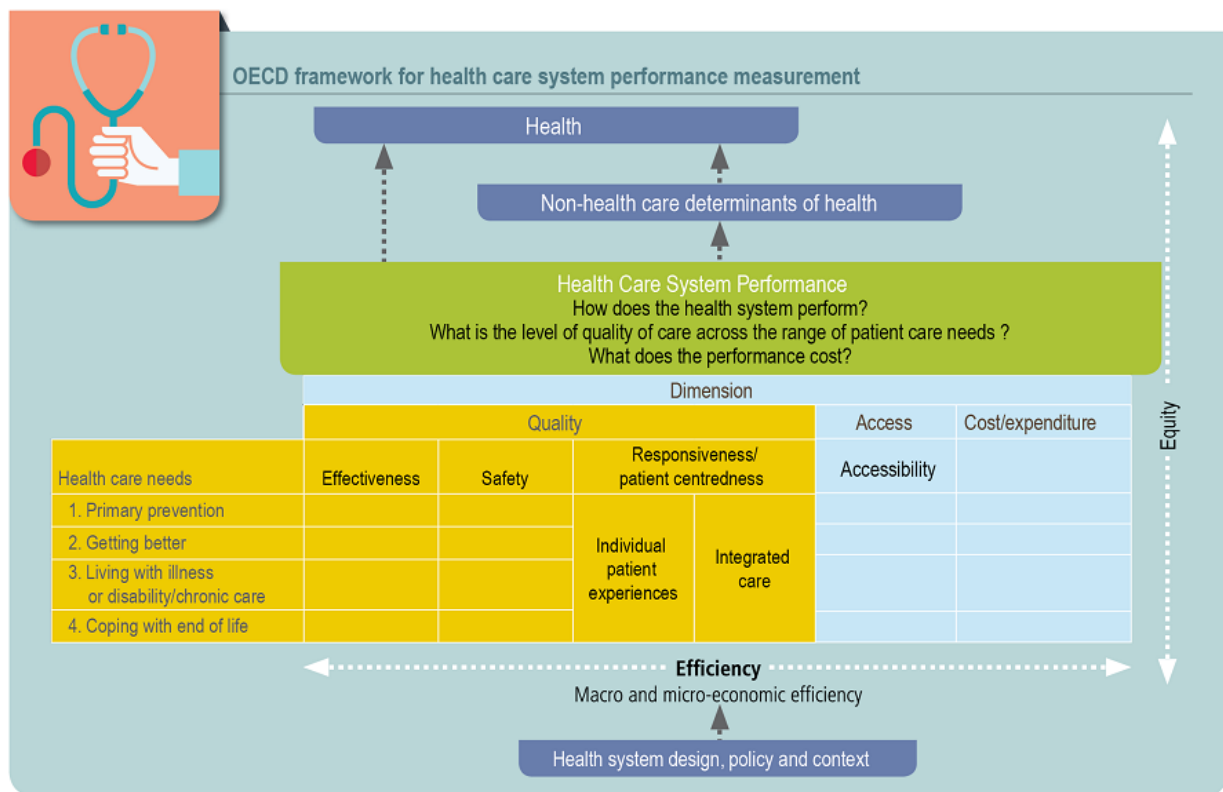 OECD framework for health care system performance measurement
Health
Non-health care determinants of health
Health Care System Performance
How does the health system perform?
What is the level of quality of care across the range of patient care needs ?
What does the performance cost?
Dimension
Quality
Access
Cost/expenditure
Health care needs
Effectiveness
Safety
Responsiveness/
patient centredness
Accessibility
1. Primary prevention
2. Getting better
3. Living with illness
or disability/chronic care
4. Coping with end of life
Individual
patient
experiences
Integrated
care
Equity
Efficiency
Macro and micro-economic efficiency
Health system design, policy and context